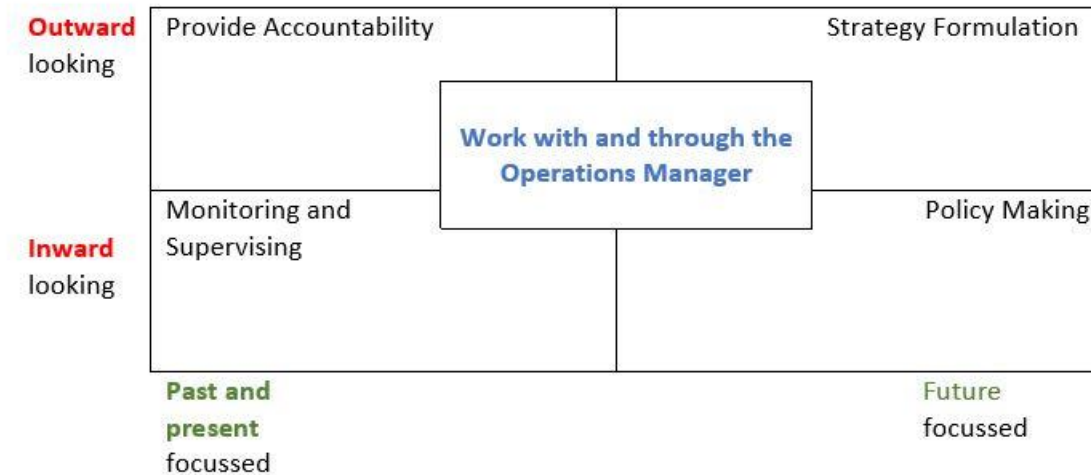 Outward
looking
Provide Accountability
Strategy Formulation
Work with and through the
Operations Manager
Inward
looking
Monitoring and
Supervising
Policy Making
Past and
present
focussed
Future
focussed